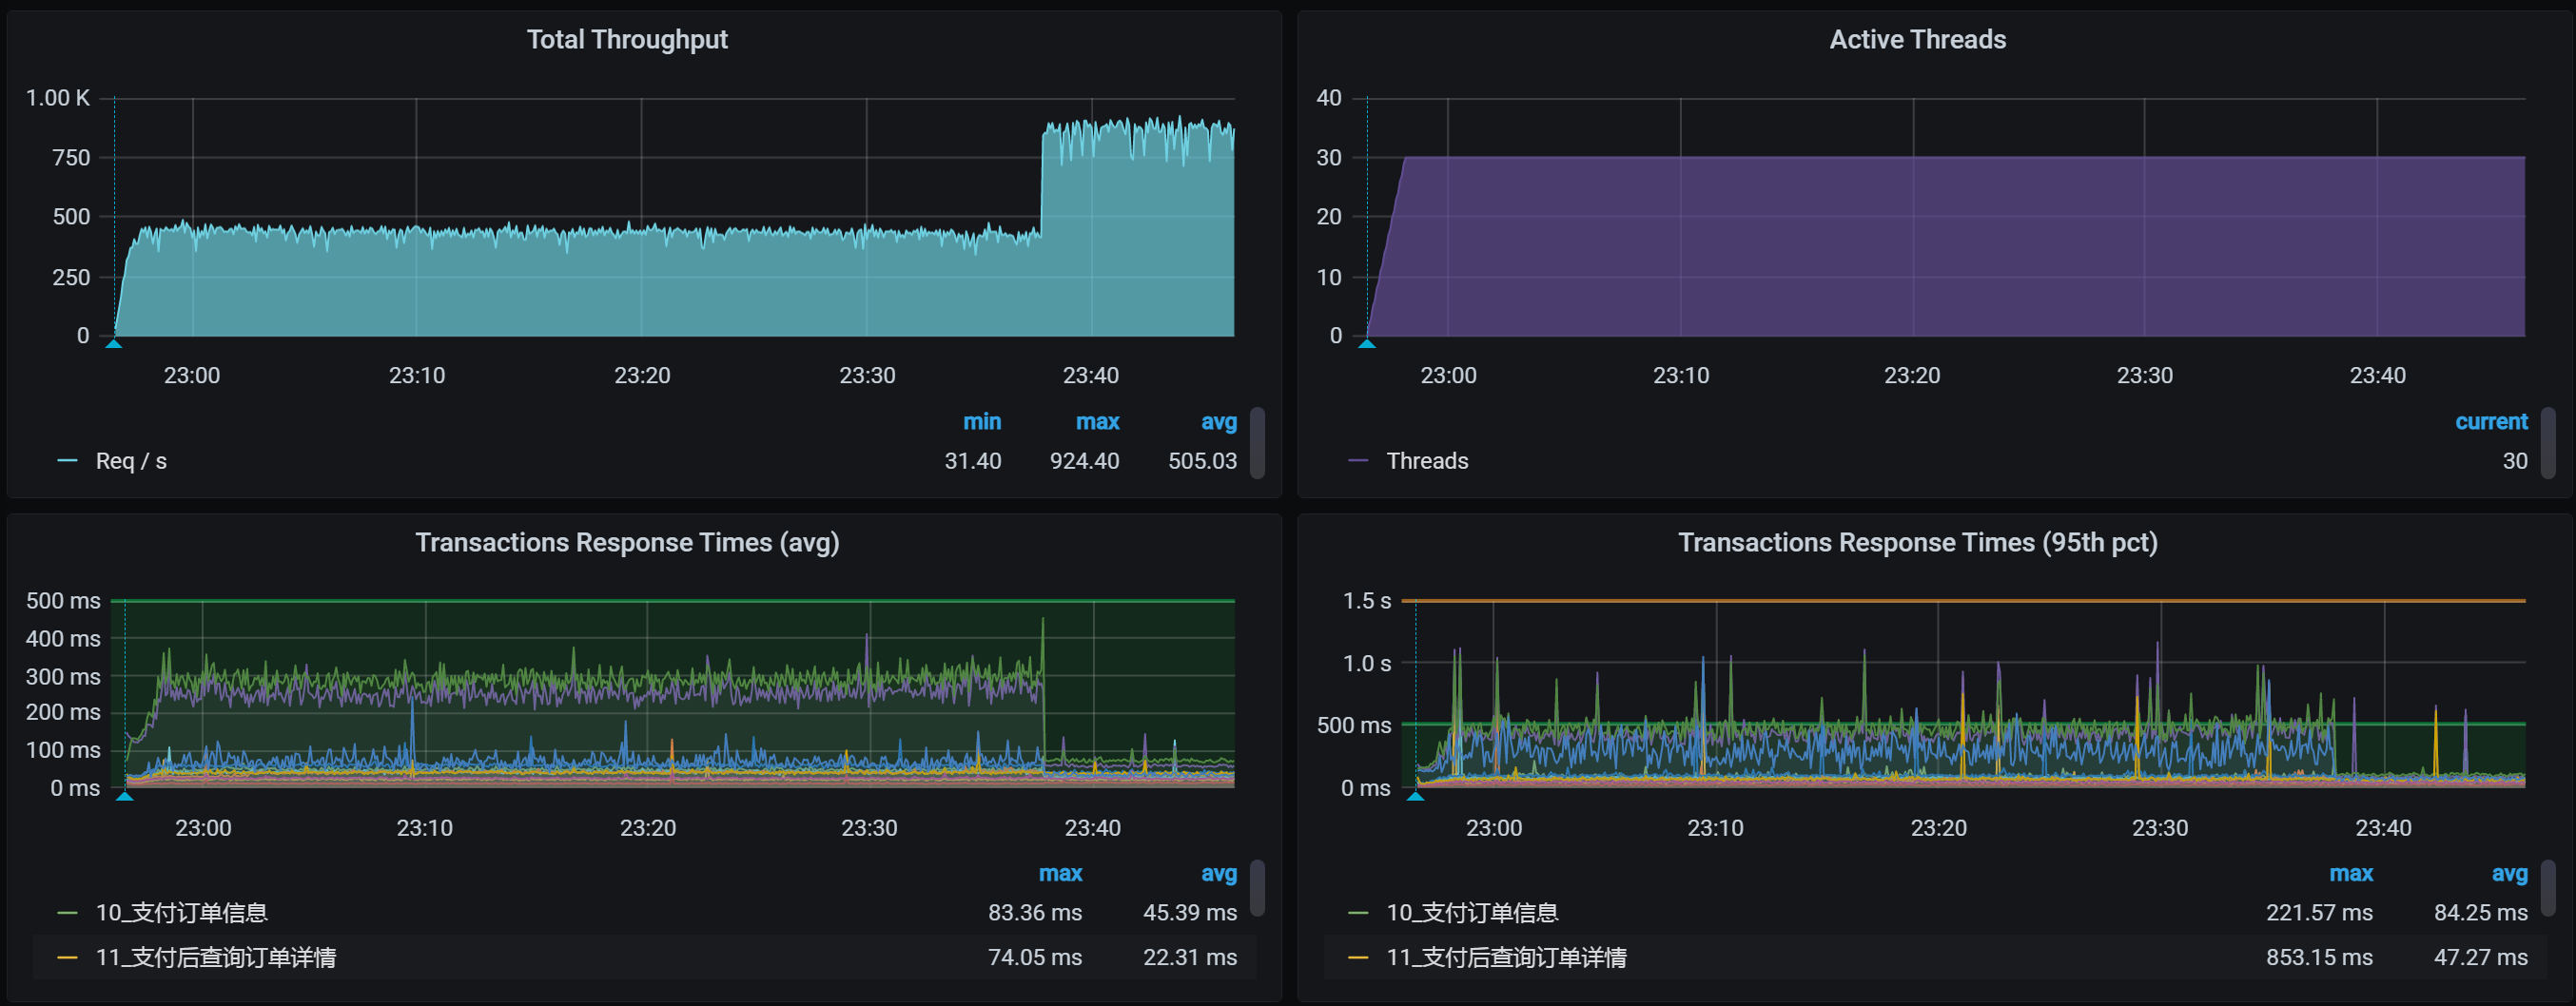 Total Throughput
1.00 K
750
500
250
0
23:00 23:10 23:20 23:30 23:40
min max avg
Req / s 31.40 924.40 505.03
Active Threads
40
30
20
10
0
23:00 23:10 23:20 23:30 23:40
current
Threads 30
Transactions Response Times (avg)
500 ms
400 ms
300 ms
200 ms
100 ms
0 ms
23:00 23:10 23:20 23:30 23:40
max avg
10_支付订单信息 83.36 ms 45.39 ms
11_支付后查询订单详情 74.05 ms 22.31 ms
Transactions Response Times (95th pct)
1.5 s
1.0 s
500 ms
0 ms
23:00 23:10 23:20 23:30 23:40
max avg
10_支付订单信息 221.57 ms 84.25 ms
11_支付后查询订单详情 853.15 ms 47.27 ms